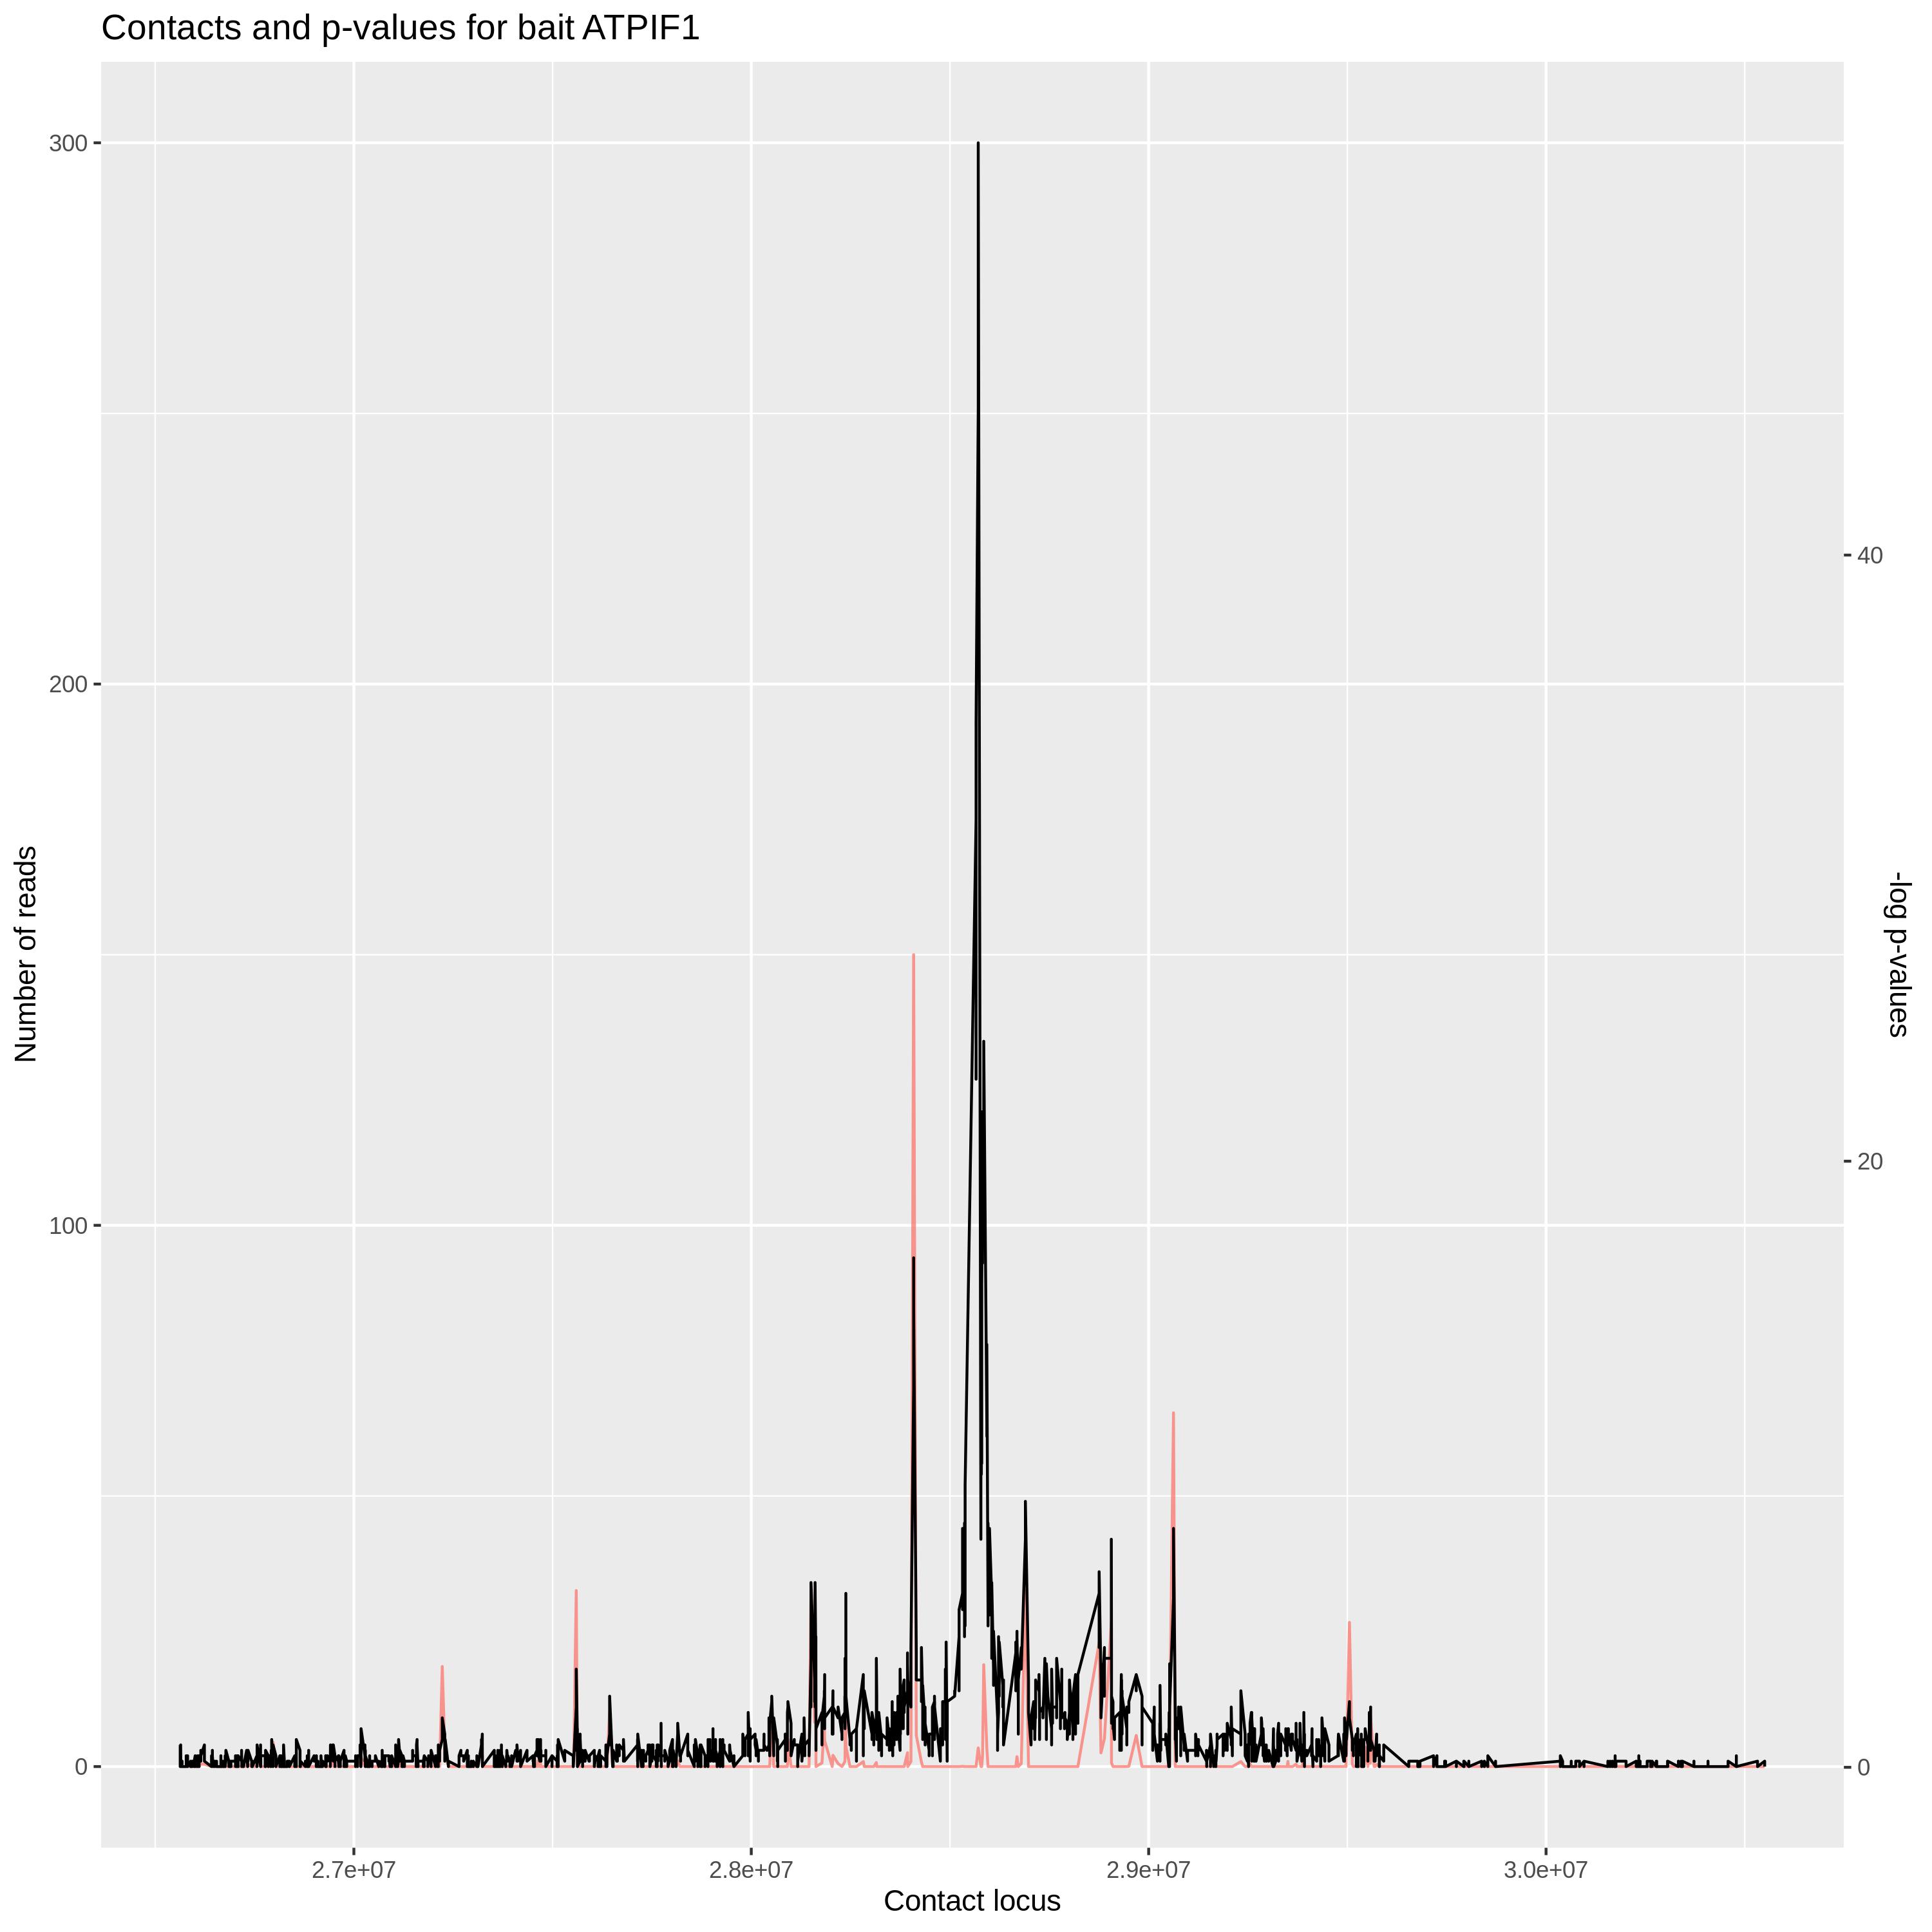 Contacts and p-values for bait ATPIF1
300
200
100
0
Number of reads
40
20
0
-log p-values
2.7e+07 2.8e+07 2.9e+07 3.0e+07
Contact locus